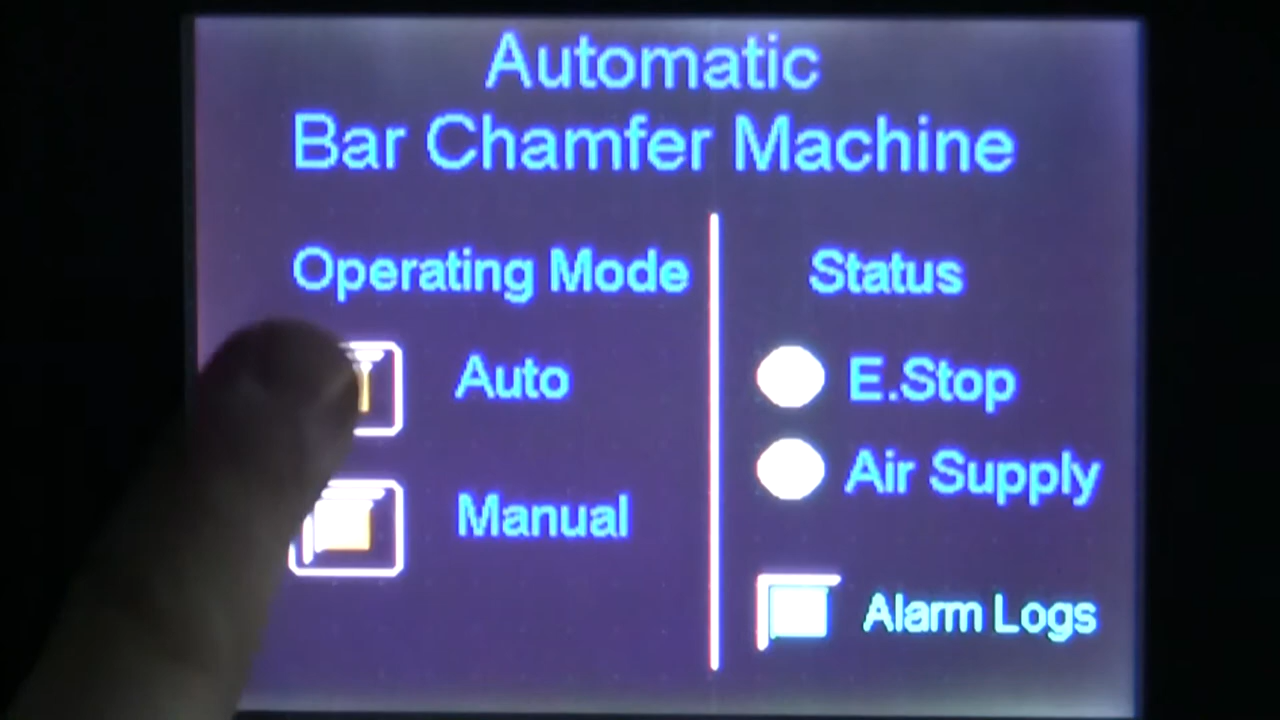 Automatic
Bar Chamfer Machine
Operating Mode
Auto
Manual
Status
E.Stop
Air Supply
Alarm Logs